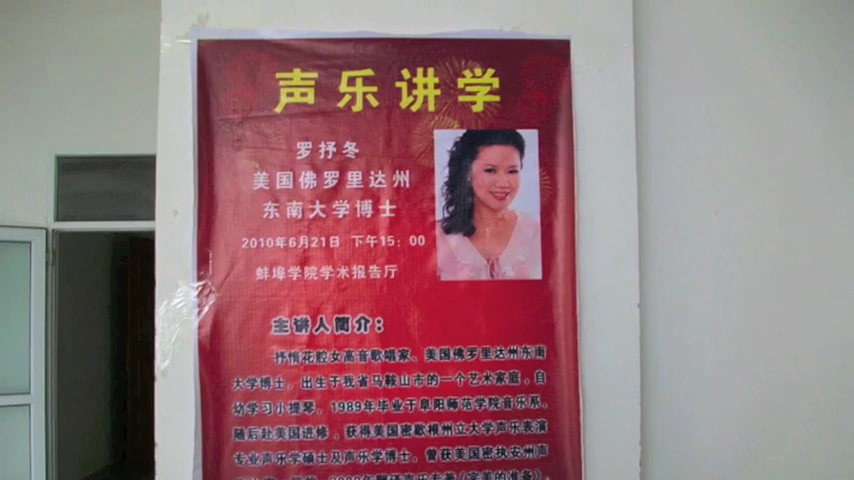 声乐讲学
罗抒冬
美国佛罗里达州
东南大学博士
2010年6月21日 下午15：00
蚌埠学院学术报告厅
主讲人简介：
抒情花腔女高音歌唱家、美国佛罗里达州东南
大学博士，出生于我省马鞍山市的一个艺术家庭，自
幼学习小提琴，1989年毕业于阜阳师范学院音乐系，
随后赴美国进修，获得美国密歇根州立大学声乐表演
专业声乐学硕士及声乐学博士，曾获美国密执安州声